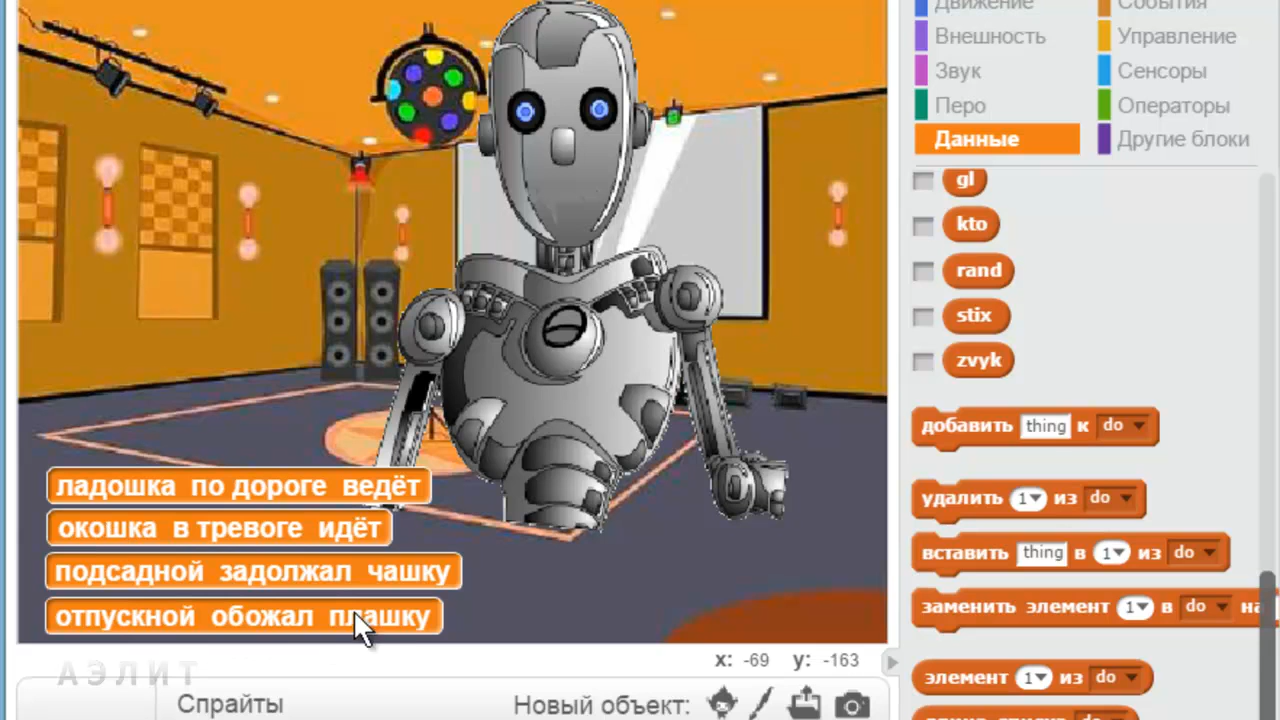 Движение События
Внешность Управление
Звук Сенсоры
Перо Операторы
Данные Другие блоки
gl
kto
rand
stix
zvyk
добавить thing к do
удалить 1 из do
вставить thing в 1 из do
заменить элемент 1 в do на
элемент 1 из do
ладошка по дороге ведёт
окошка в тревоге идёт
подсадной задолжал чашку
отпускной обожал плашку
x: -69 y: -163
АЭЛИТ
Спрайты Новый объект: